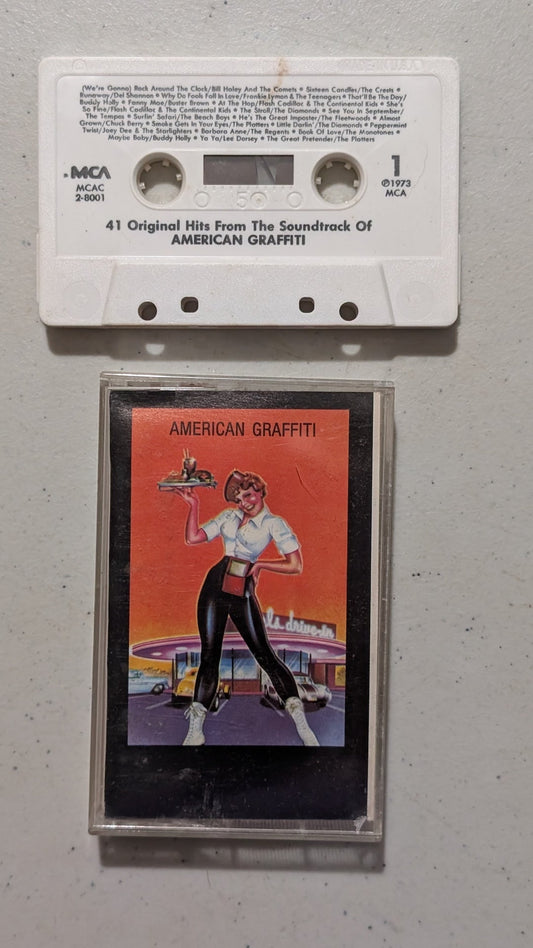 U.S.A.
(We're Gonna) Rock Around The Clock/Bill Haley And The Comets • Sixteen Candles/The Crests •
Runaway/Del Shannon • Why Do Fools Fall In Love/Frankie Lymon & The Teenagers • That'll Be The Day/
Buddy Holly • Fanny Mae/Buster Brown • At The Hop/Flash Cadillac & The Continental Kids • She's
So Fine/Flash Cadillac & The Continental Kids • The Stroll/The Diamonds • See You In September/
The Tempos • Surfin' Safari/The Beach Boys • He's The Great Imposter/The Fleetwoods • Almost
Grown/Chuck Berry • Smoke Gets In Your Eyes/The Platters • Little Darlin'/The Diamonds • Peppermint
Twist/Joey Dee & The Starlighters • Barbara Anne/The Regents • Book Of Love/The Monotones •
Maybe Baby/Buddy Holly • Ya Ya/Lee Dorsey • The Great Pretender/The Platters
MCA
MCAC
2-8001
50
1
℗1973
MCA
41 Original Hits From The Soundtrack Of
AMERICAN GRAFFITI
AMERICAN GRAFFITI
ls drive-in